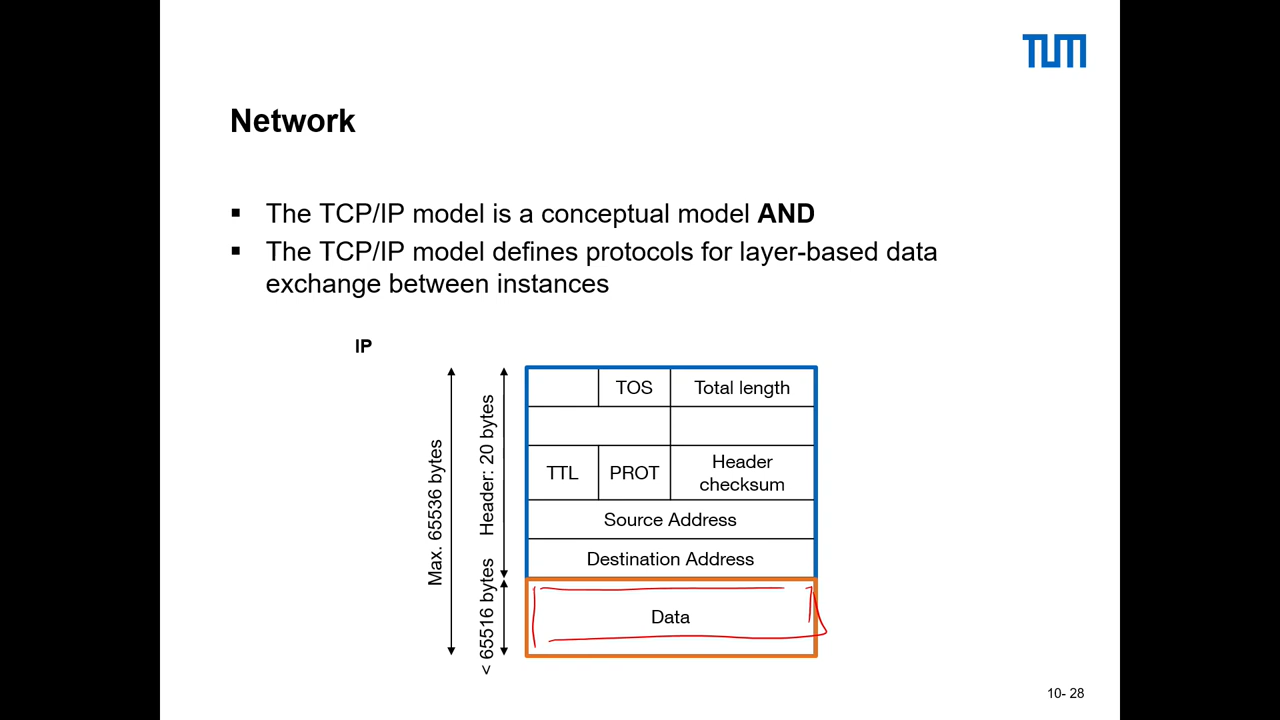 TUM
Network
▪ The TCP/IP model is a conceptual model AND
▪ The TCP/IP model defines protocols for layer-based data
exchange between instances
IP
Max. 65536 bytes
Header: 20 bytes
< 65516 bytes
TOS Total length
TTL PROT Header
checksum
Source Address
Destination Address
Data
10- 28